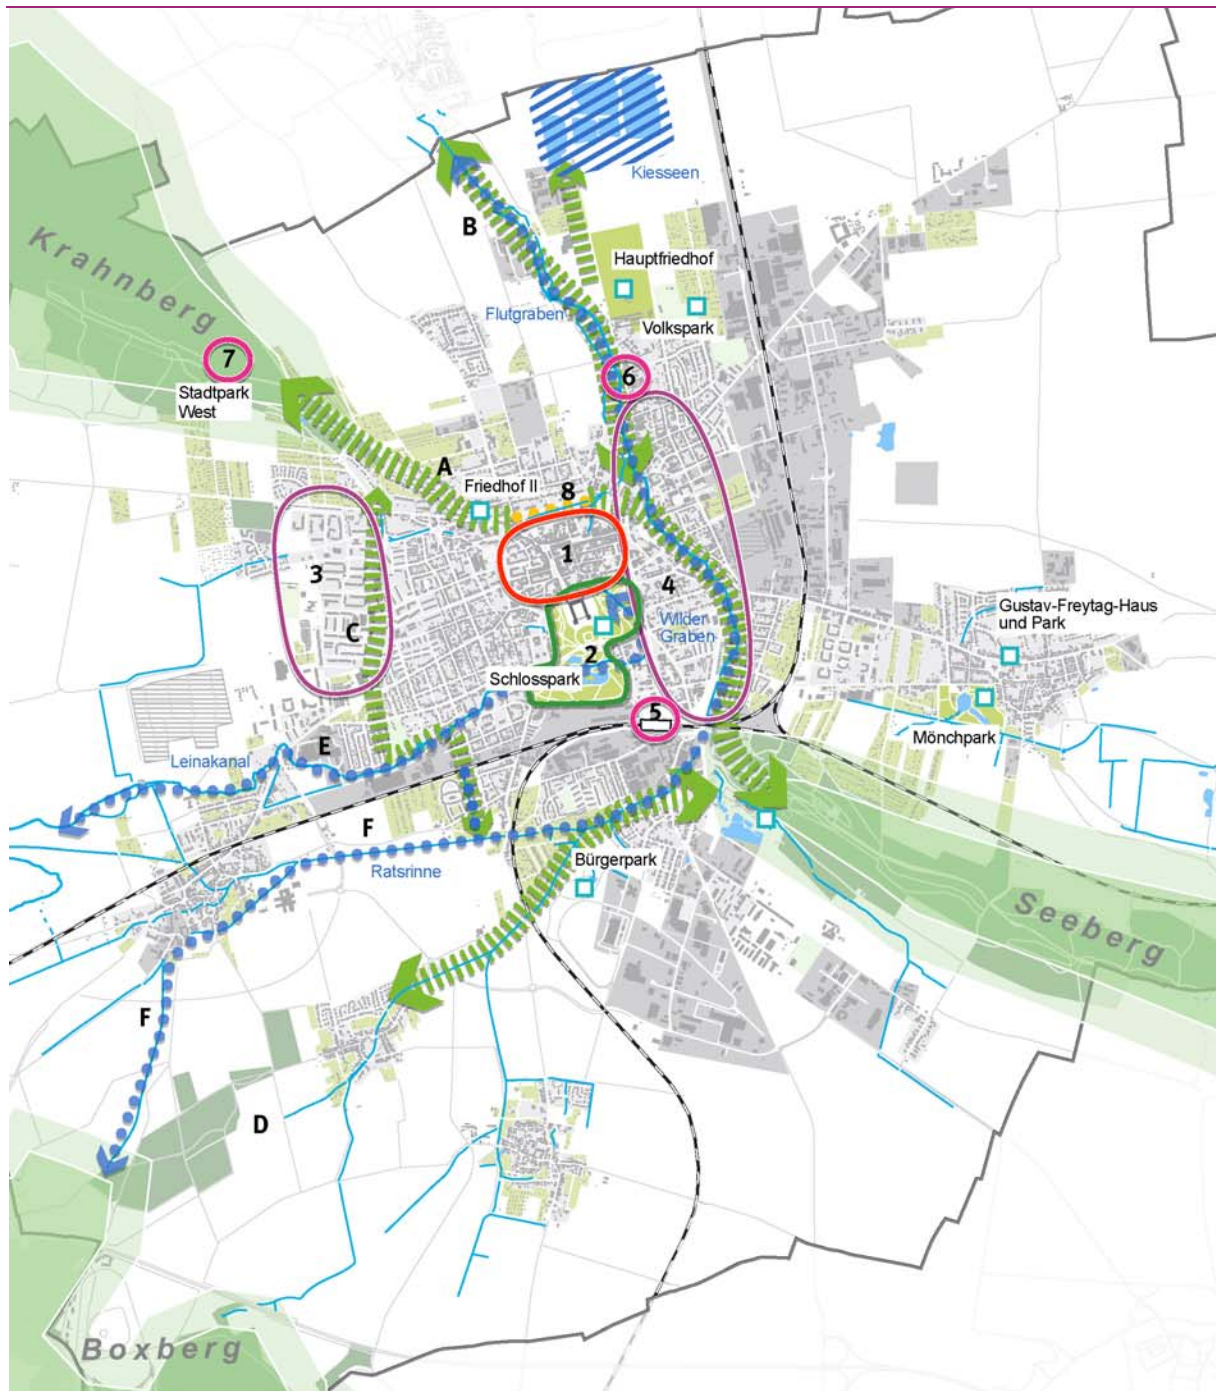 Kiesseen
B
Krahnberg
Hauptfriedhof
Flutgraben
Volkspark
7
6
Stadtpark
West
A
Friedhof II
8
1
3
4
Gustav-Freytag-Haus
und Park
C
Wilder
Graben
2
Schlosspark
5
Mönchpark
E
Leinakanal
F
Bürgerpark
Ratsrinne
Seeberg
F
D
Boxberg